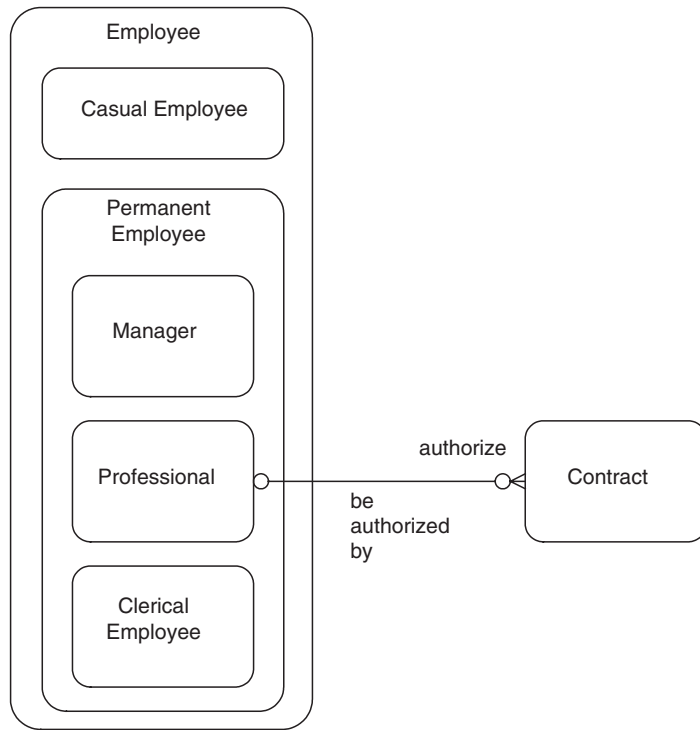 Employee
Casual Employee
Permanent
Employee
Manager
Professional
authorize
be
authorized
by
Contract
Clerical
Employee